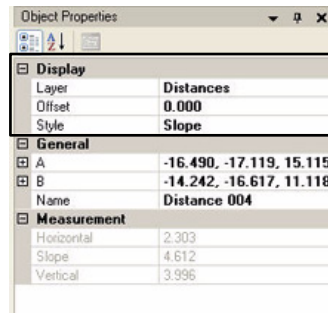 Object Properties
Display
Layer Distances
Offset 0.000
Style Slope
General
A -16.490, -17.119, 15.115
B -14.242, -16.617, 11.118
Name Distance 004
Measurement
Horizontal 2.303
Slope 4.612
Vertical 3.996